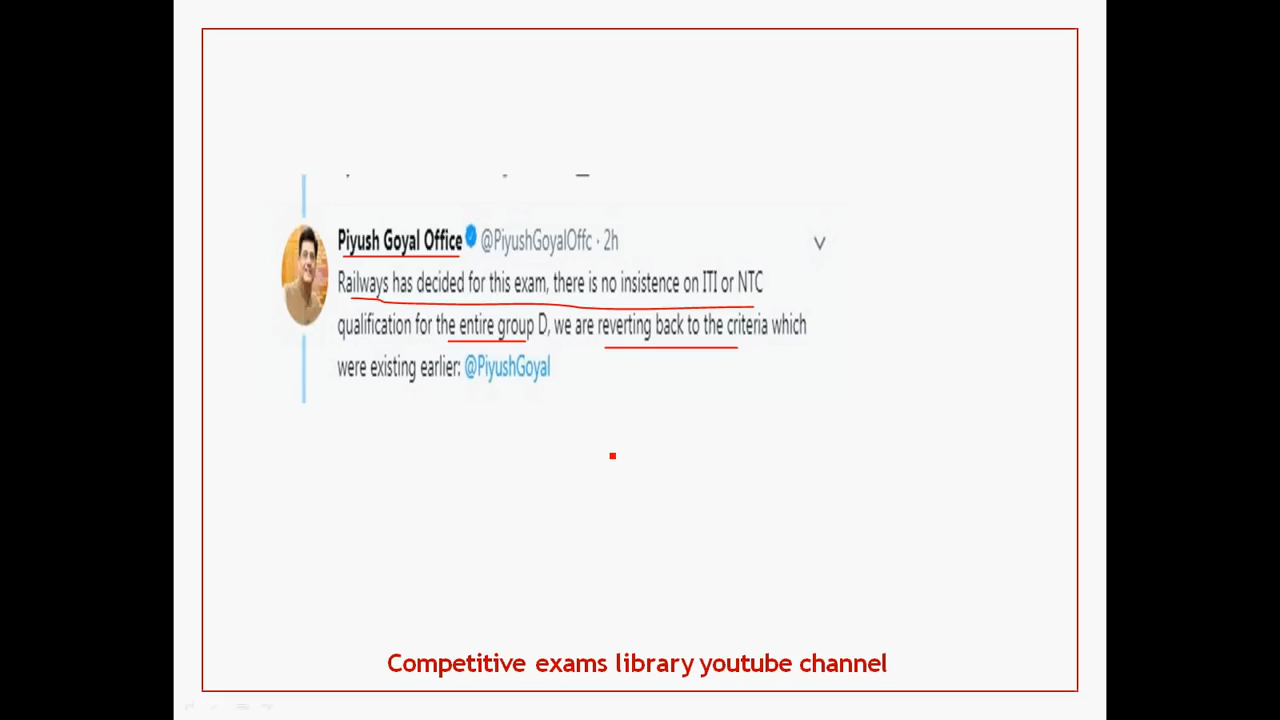 Piyush Goyal Office @PiyushGoyalOffc · 2h
Railways has decided for this exam, there is no insistence on ITI or NTC
qualification for the entire group D, we are reverting back to the criteria which
were existing earlier: @PiyushGoyal
Competitive exams library youtube channel